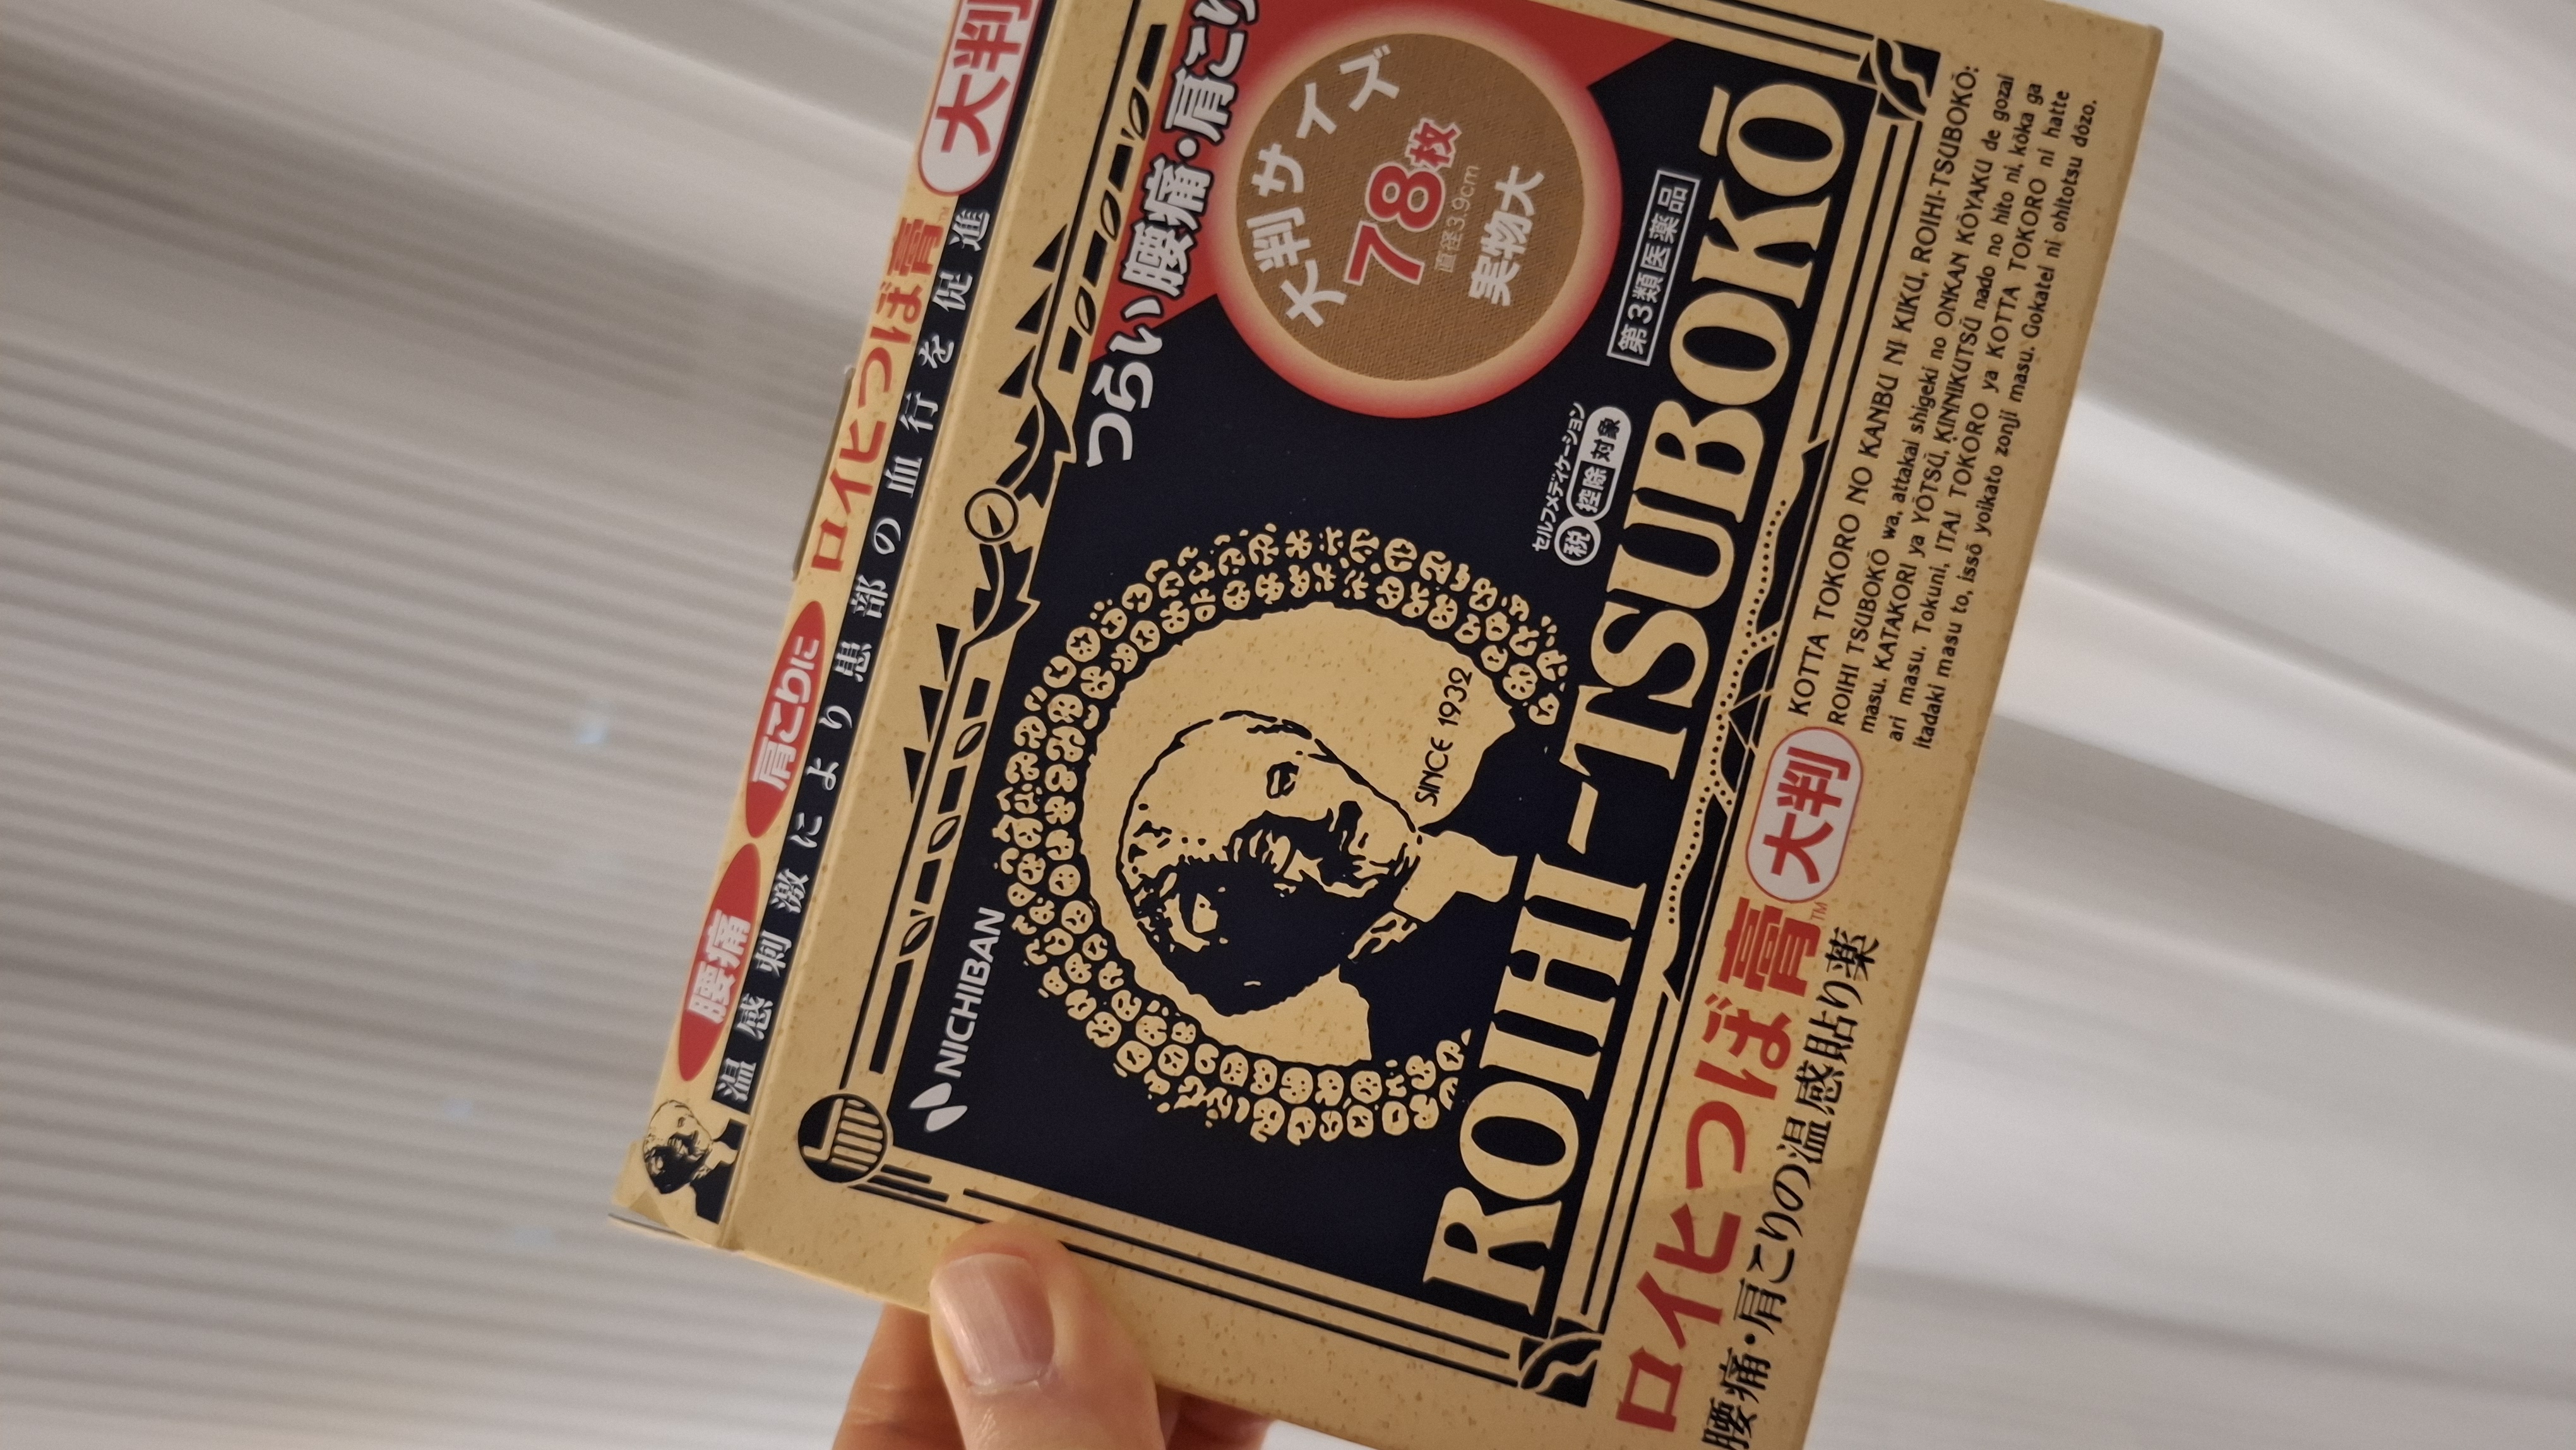 大判
ロイヒつぼ膏™
肩こりに
腰痛
温感刺激により患部の血行を促進
NICHIBAN
つらい腰痛・肩こり
大判サイズ
78枚
直径3.9cm
実物大
SINCE 1932
セルフメディケーション
税 控除 対象
第3類医薬品
ROIHI-TSUBOKŌ
ロイヒつぼ膏™ 大判
腰痛・肩こりの温感貼り薬
KOTTA TOKORO NO KANBU NI KIKU, ROIHI-TSUBOKŌ:
ROIHI TSUBOKŌ wa, attakai shigeki no ONKAN KŌYAKU de gozai
masu. KATAKORI ya YŌTSŪ, KINNIKUTSŪ nado no hito ni, kōka ga
ari masu. Tokuni, ITAI TOKORO ya KOTTA TOKORO ni hatte
itadaki masu to, issō yoikato zonji masu. Gokatei ni ohitotsu dōzo.